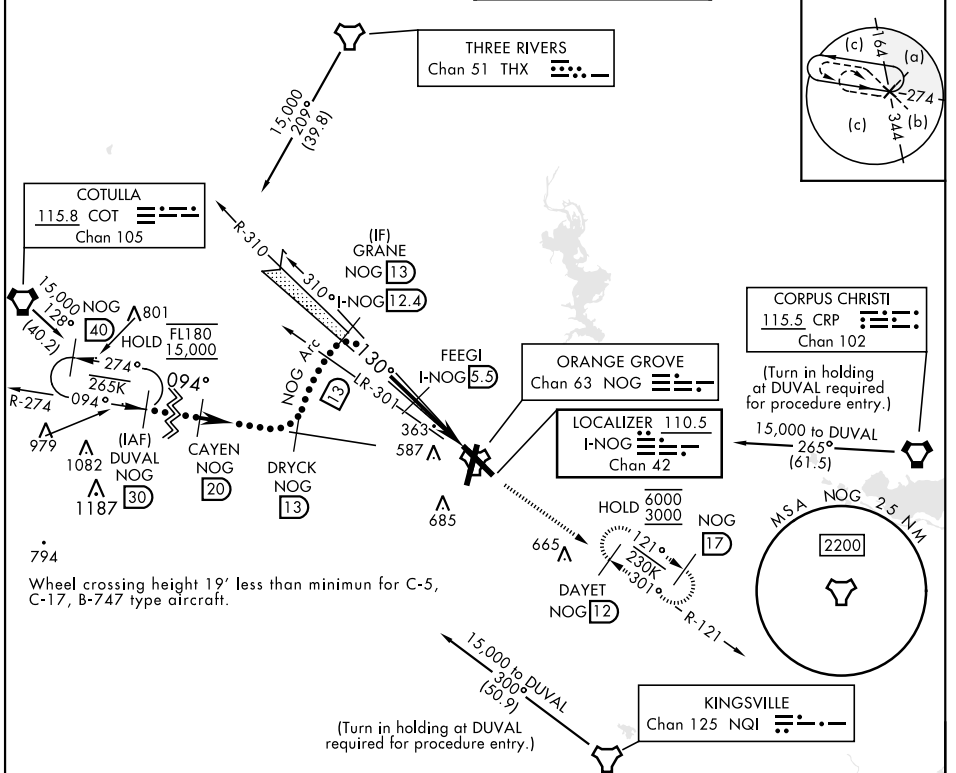 THREE RIVERS
Chan 51 THX
15,000
209°
(39.8)
(c)
164
(a)
274
(c)
344
(b)
COTULLA
115.8 COT
Chan 105
R-310
310°
(IF)
GRANE
NOG 13
I-NOG 12.4
15,000
128°
(40.2)
NOG
40
801
HOLD FL180
15,000
274°
265K
094°
094°
R-274
979
1082
1187
(IAF)
DUVAL
NOG
30
CAYEN
NOG
20
NOG Arc
13
DRYCK
NOG
13
130°
LR-301
FEEGI
I-NOG 5.5
363
587
685
ORANGE GROVE
Chan 63 NOG
LOCALIZER 110.5
I-NOG
Chan 42
CORPUS CHRISTI
115.5 CRP
Chan 102
(Turn in holding
at DUVAL required
for procedure entry.)
15,000 to DUVAL
265°
(61.5)
HOLD 6000
3000
NOG
17
121°
230K
301°
665
DAYET
NOG 12
R-121
MSA NOG 25 NM
2200
794
Wheel crossing height 19' less than minimun for C-5,
C-17, B-747 type aircraft.
15,000 to DUVAL
300°
(50.9)
(Turn in holding at DUVAL
required for procedure entry.)
KINGSVILLE
Chan 125 NQI